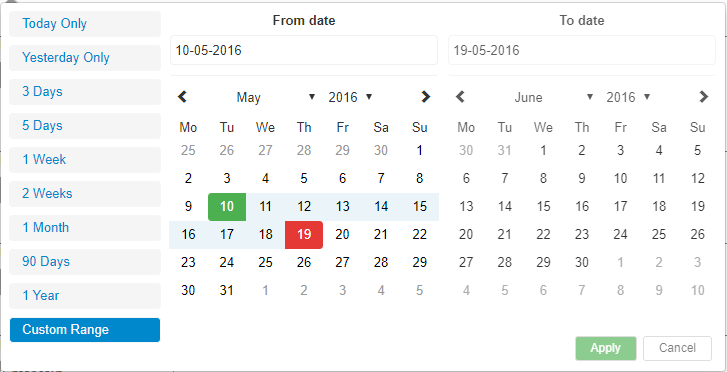 Today Only
Yesterday Only
3 Days
5 Days
1 Week
2 Weeks
1 Month
90 Days
1 Year
Custom Range
From date
10-05-2016
May 2016
Mo Tu We Th Fr Sa Su
25 26 27 28 29 30 1
2 3 4 5 6 7 8
9 10 11 12 13 14 15
16 17 18 19 20 21 22
23 24 25 26 27 28 29
30 31 1 2 3 4 5
To date
19-05-2016
June 2016
Mo Tu We Th Fr Sa Su
30 31 1 2 3 4 5
6 7 8 9 10 11 12
13 14 15 16 17 18 19
20 21 22 23 24 25 26
27 28 29 30 1 2 3
4 5 6 7 8 9 10
Apply Cancel